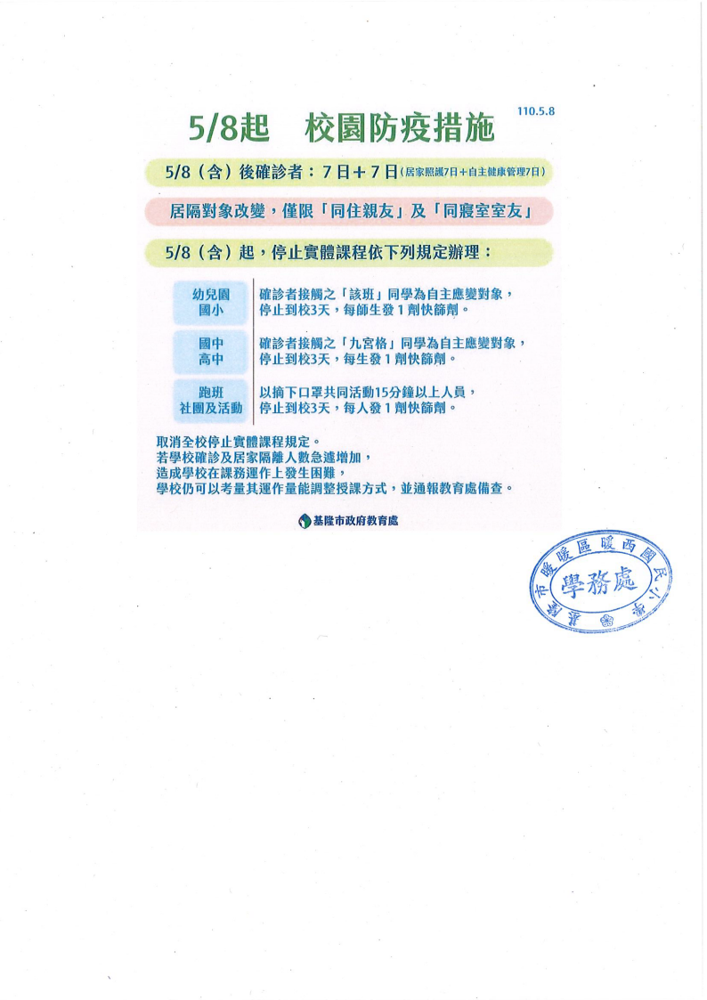 110.5.8
5/8起 校園防疫措施
5/8（含）後確診者：7日＋7日（居家照護7日＋自主健康管理7日）
居隔對象改變，僅限「同住親友」及「同寢室室友」
5/8（含）起，停止實體課程依下列規定辦理：
幼兒園
國小
確診者接觸之「該班」同學為自主應變對象，
停止到校3天，每師生發1劑快篩劑。
國中
高中
確診者接觸之「九宮格」同學為自主應變對象，
停止到校3天，每生發1劑快篩劑。
跑班
社團及活動
以摘下口罩共同活動15分鐘以上人員，
停止到校3天，每人發1劑快篩劑。
取消全校停止實體課程規定。
若學校確診及居家隔離人數急遽增加，
造成學校在課務運作上發生困難，
學校仍可以考量其運作量能調整授課方式，並通報教育處備查。
基隆市政府教育處
基隆市暖暖區暖西國民小學
學務處